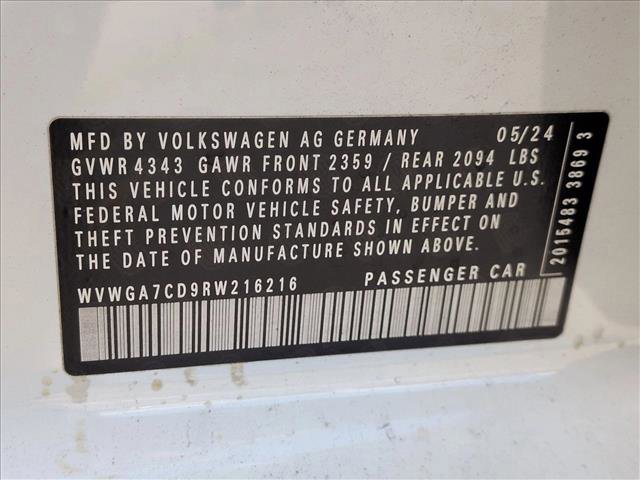 MFD BY VOLKSWAGEN AG GERMANY 05/24
GVWR 4343 GAWR FRONT 2359 / REAR 2094 LBS
THIS VEHICLE CONFORMS TO ALL APPLICABLE U.S.
FEDERAL MOTOR VEHICLE SAFETY, BUMPER AND
THEFT PREVENTION STANDARDS IN EFFECT ON
THE DATE OF MANUFACTURE SHOWN ABOVE.
WVWGA7CD9RW216216 PASSENGER CAR
2015483 3869 3